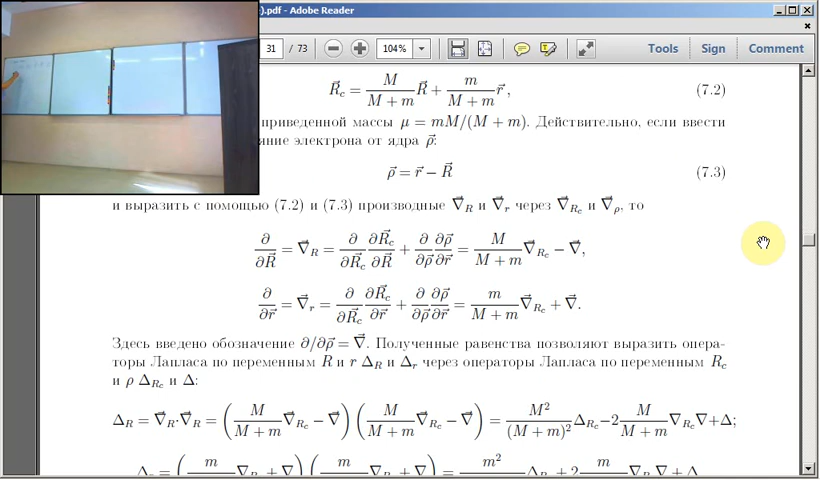 ).pdf - Adobe Reader
31 / 73 104% Tools Sign Comment
R⃗_c = M/(M + m) R⃗ + m/(M + m) r⃗, (7.2)
приведенной массы μ = mM/(M + m). Действительно, если ввести
яние электрона от ядра ρ⃗:
ρ⃗ = r⃗ − R⃗ (7.3)
и выразить с помощью (7.2) и (7.3) производные ∇⃗_R и ∇⃗_r через ∇⃗_{R_c} и ∇⃗_ρ, то
∂/∂R⃗ = ∇⃗_R = ∂/∂R⃗_c ∂R⃗_c/∂R⃗ + ∂/∂ρ⃗ ∂ρ⃗/∂r⃗ = M/(M + m) ∇⃗_{R_c} − ∇⃗,
∂/∂r⃗ = ∇⃗_r = ∂/∂R⃗_c ∂R⃗_c/∂r⃗ + ∂/∂ρ⃗ ∂ρ⃗/∂r⃗ = m/(M + m) ∇⃗_{R_c} + ∇⃗.
Здесь введено обозначение ∂/∂ρ⃗ = ∇⃗. Полученные равенства позволяют выразить опера-
торы Лапласа по переменным R и r Δ_R и Δ_r через операторы Лапласа по переменным R_c
и ρ Δ_{R_c} и Δ:
Δ_R = ∇⃗_R·∇⃗_R = (M/(M + m) ∇⃗_{R_c} − ∇⃗) (M/(M + m) ∇⃗_{R_c} − ∇⃗) = M²/(M + m)² Δ_{R_c} − 2 M/(M + m) ∇_{R_c}∇ + Δ;